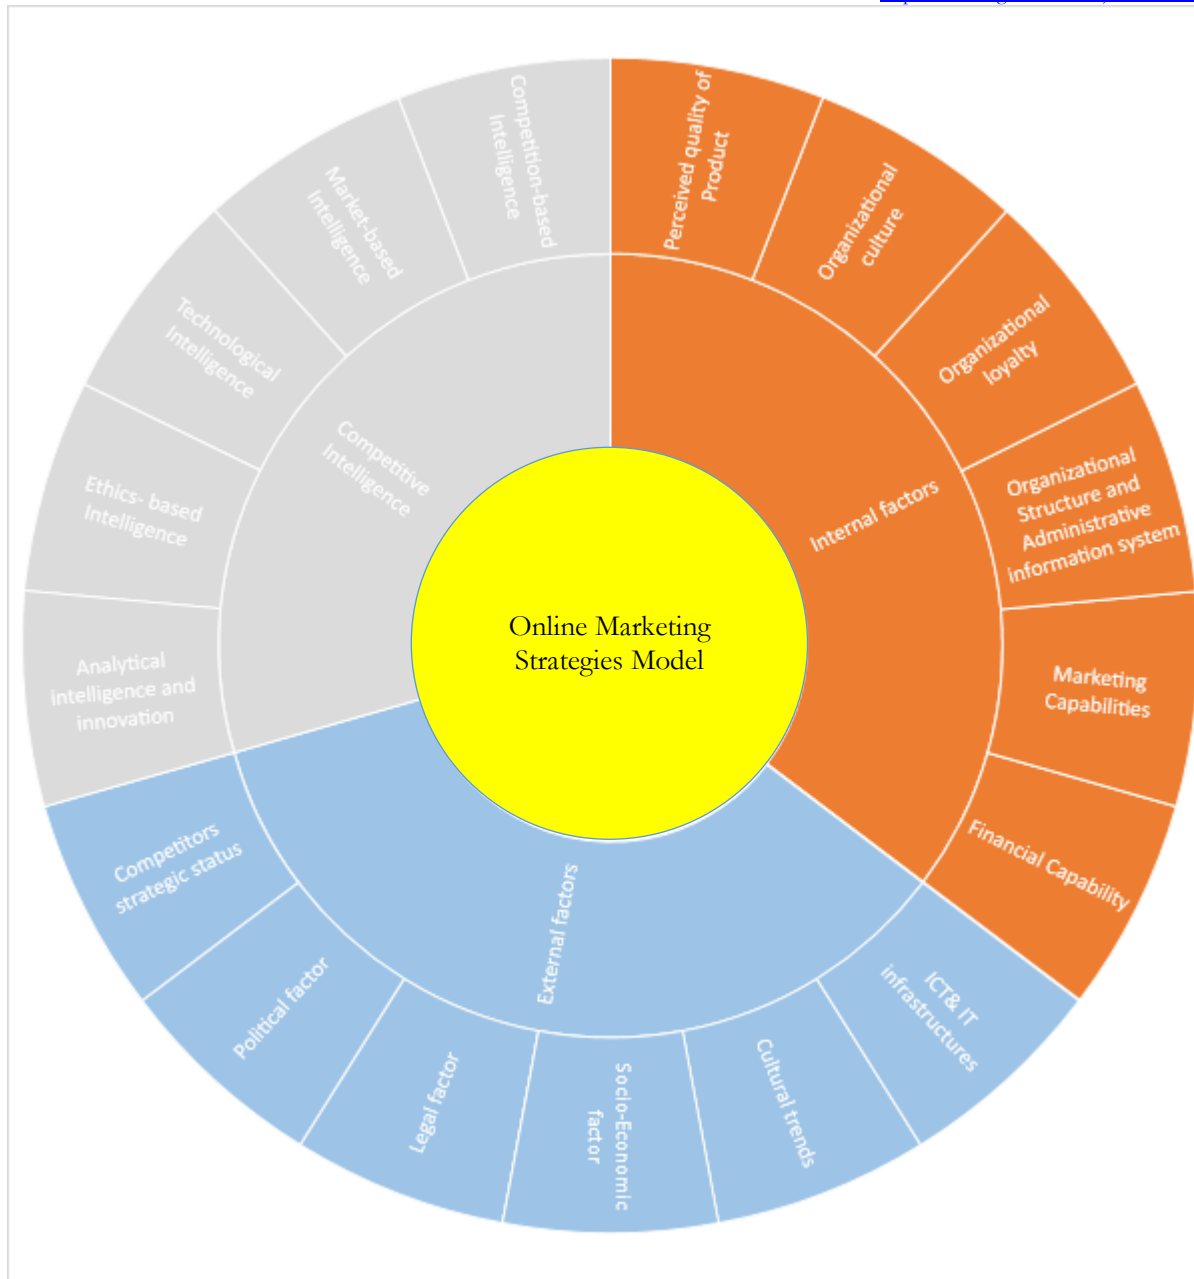 Online Marketing
Strategies Model
Internal factors
Perceived quality of
Product
Organizational
culture
Organizational
loyalty
Organizational
Structure and
Administrative
information system
Marketing
Capabilities
Financial Capability
External factors
ICT& IT
infrastructures
Cultural trends
Socio-Economic
factor
Legal factor
Political factor
Competitors
strategic status
Competitive
Intelligence
Analytical
intelligence and
innovation
Ethics- based
Intelligence
Technological
Intelligence
Market-based
Intelligence
Competition-based
Intelligence